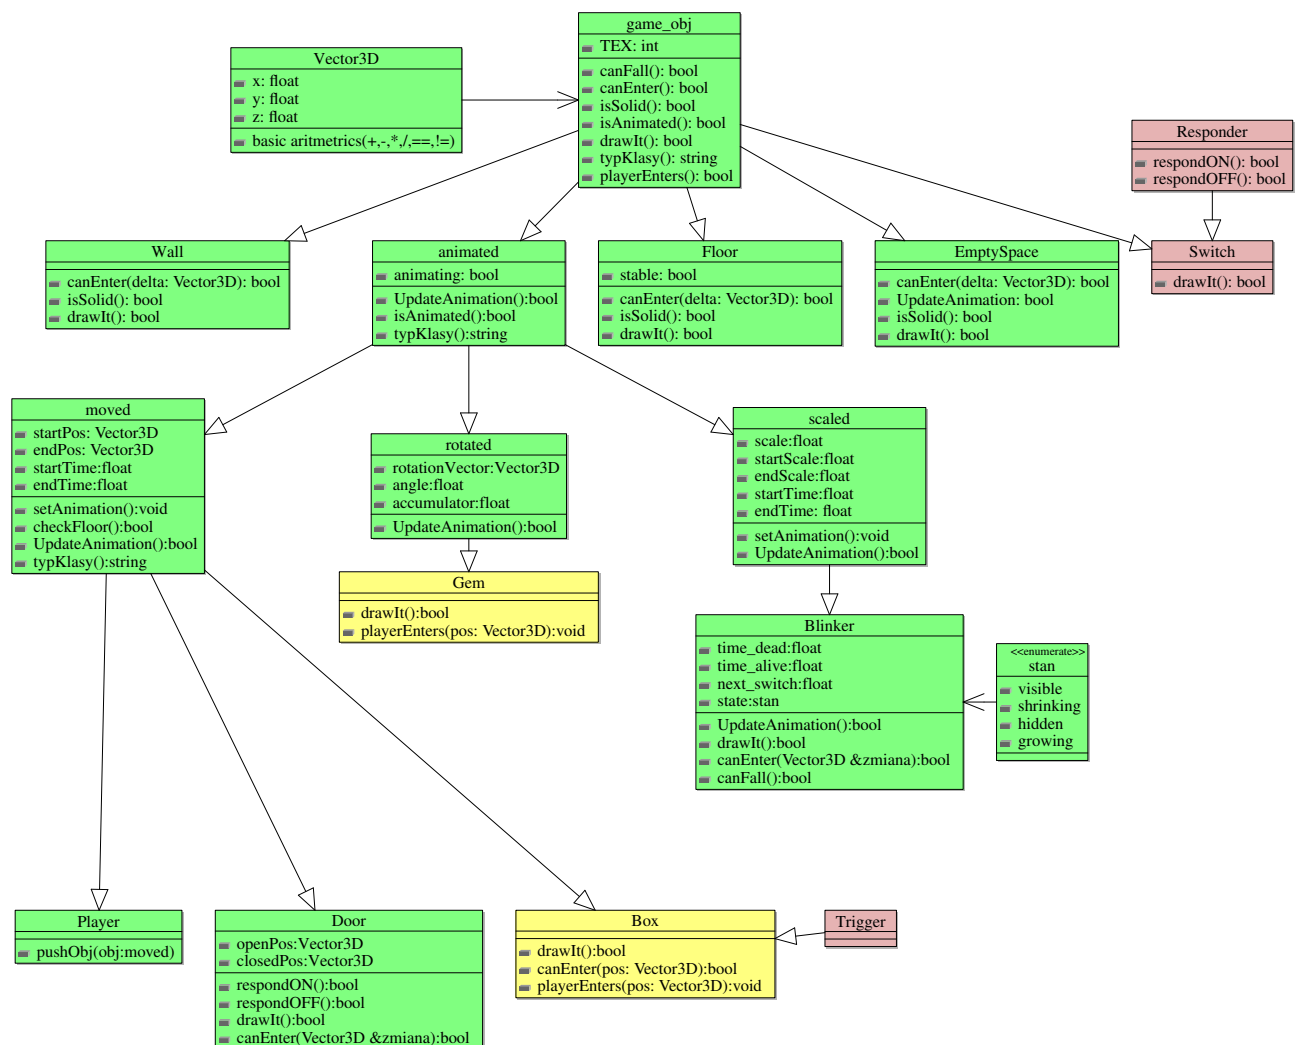 game_obj
TEX: int
canFall(): bool
canEnter(): bool
isSolid(): bool
isAnimated(): bool
drawIt(): bool
typKlasy(): string
playerEnters(): bool
Vector3D
x: float
y: float
z: float
basic aritmetrics(+,-,*,/,==,!=)
Responder
respondON(): bool
respondOFF(): bool
Wall
canEnter(delta: Vector3D): bool
isSolid(): bool
drawIt(): bool
animated
animating: bool
UpdateAnimation():bool
isAnimated():bool
typKlasy():string
Floor
stable: bool
canEnter(delta: Vector3D): bool
isSolid(): bool
drawIt(): bool
EmptySpace
canEnter(delta: Vector3D): bool
UpdateAnimation: bool
isSolid(): bool
drawIt(): bool
Switch
drawIt(): bool
moved
startPos: Vector3D
endPos: Vector3D
startTime:float
endTime:float
setAnimation():void
checkFloor():bool
UpdateAnimation():bool
typKlasy():string
rotated
rotationVector:Vector3D
angle:float
accumulator:float
UpdateAnimation():bool
scaled
scale:float
startScale:float
endScale:float
startTime:float
endTime: float
setAnimation():void
UpdateAnimation():bool
Gem
drawIt():bool
playerEnters(pos: Vector3D):void
Blinker
time_dead:float
time_alive:float
next_switch:float
state:stan
UpdateAnimation():bool
drawIt():bool
canEnter(Vector3D &zmiana):bool
canFall():bool
<<enumerate>>
stan
visible
shrinking
hidden
growing
Player
pushObj(obj:moved)
Door
openPos:Vector3D
closedPos:Vector3D
respondON():bool
respondOFF():bool
drawIt():bool
canEnter(Vector3D &zmiana):bool
Box
drawIt():bool
canEnter(pos: Vector3D):bool
playerEnters(pos: Vector3D):void
Trigger